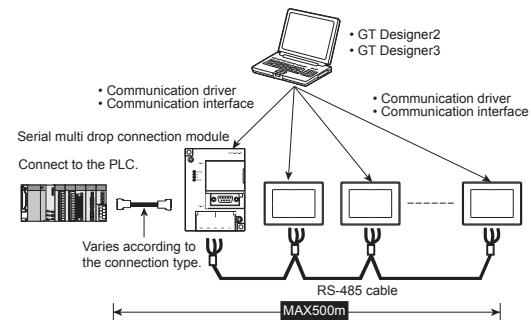 • GT Designer2
• GT Designer3
• Communication driver
• Communication interface
• Communication driver
• Communication interface
Serial multi drop connection module
Connect to the PLC.
Varies according to
the connection type.
RS-485 cable
MAX500m